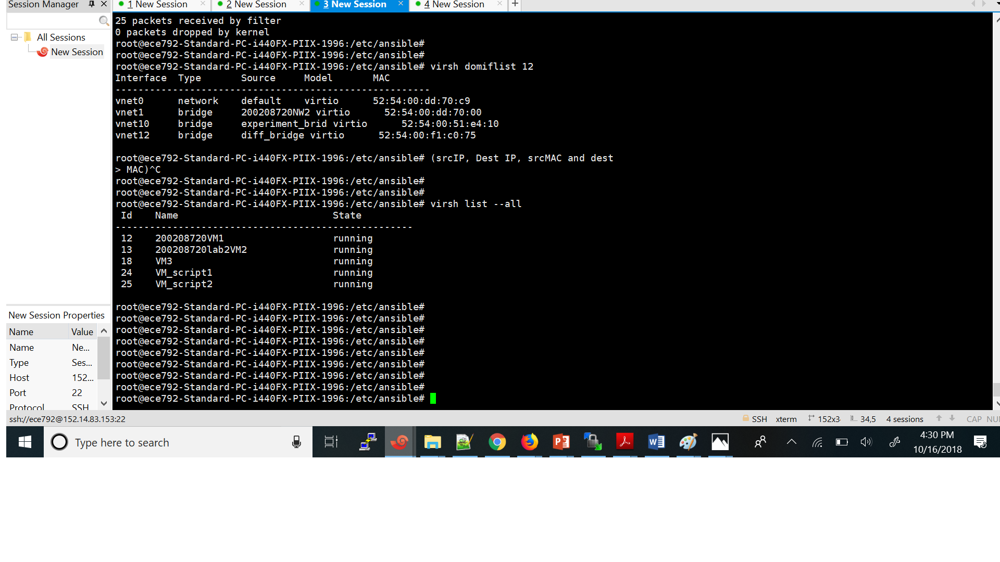 Session Manager
1 New Session
2 New Session
3 New Session
4 New Session
All Sessions
New Session
25 packets received by filter
0 packets dropped by kernel
root@ece792-Standard-PC-i440FX-PIIX-1996:/etc/ansible#
root@ece792-Standard-PC-i440FX-PIIX-1996:/etc/ansible#
root@ece792-Standard-PC-i440FX-PIIX-1996:/etc/ansible# virsh domiflist 12
Interface  Type       Source     Model       MAC
-------------------------------------------------------
vnet0      network    default    virtio      52:54:00:dd:70:c9
vnet1      bridge     200208720NW2 virtio      52:54:00:dd:70:00
vnet10     bridge     experiment_brid virtio      52:54:00:51:e4:10
vnet12     bridge     diff_bridge virtio      52:54:00:f1:c0:75
root@ece792-Standard-PC-i440FX-PIIX-1996:/etc/ansible# (srcIP, Dest IP, srcMAC and dest
> MAC)^C
root@ece792-Standard-PC-i440FX-PIIX-1996:/etc/ansible#
root@ece792-Standard-PC-i440FX-PIIX-1996:/etc/ansible#
root@ece792-Standard-PC-i440FX-PIIX-1996:/etc/ansible# virsh list --all
Id    Name                           State
----------------------------------------------------
12    200208720VM1                   running
13    200208720lab2VM2               running
18    VM3                            running
24    VM_script1                     running
25    VM_script2                     running
root@ece792-Standard-PC-i440FX-PIIX-1996:/etc/ansible#
root@ece792-Standard-PC-i440FX-PIIX-1996:/etc/ansible#
root@ece792-Standard-PC-i440FX-PIIX-1996:/etc/ansible#
root@ece792-Standard-PC-i440FX-PIIX-1996:/etc/ansible#
root@ece792-Standard-PC-i440FX-PIIX-1996:/etc/ansible#
root@ece792-Standard-PC-i440FX-PIIX-1996:/etc/ansible#
root@ece792-Standard-PC-i440FX-PIIX-1996:/etc/ansible#
root@ece792-Standard-PC-i440FX-PIIX-1996:/etc/ansible#
root@ece792-Standard-PC-i440FX-PIIX-1996:/etc/ansible#
New Session Properties
Name Value
Name Ne...
Type Ses...
Host 152...
Port 22
Protocol SSH
ssh://ece792@152.14.83.153:22
SSH xterm 152x3 34,5 4 sessions CAP NU
Type here to search
4:30 PM
10/16/2018